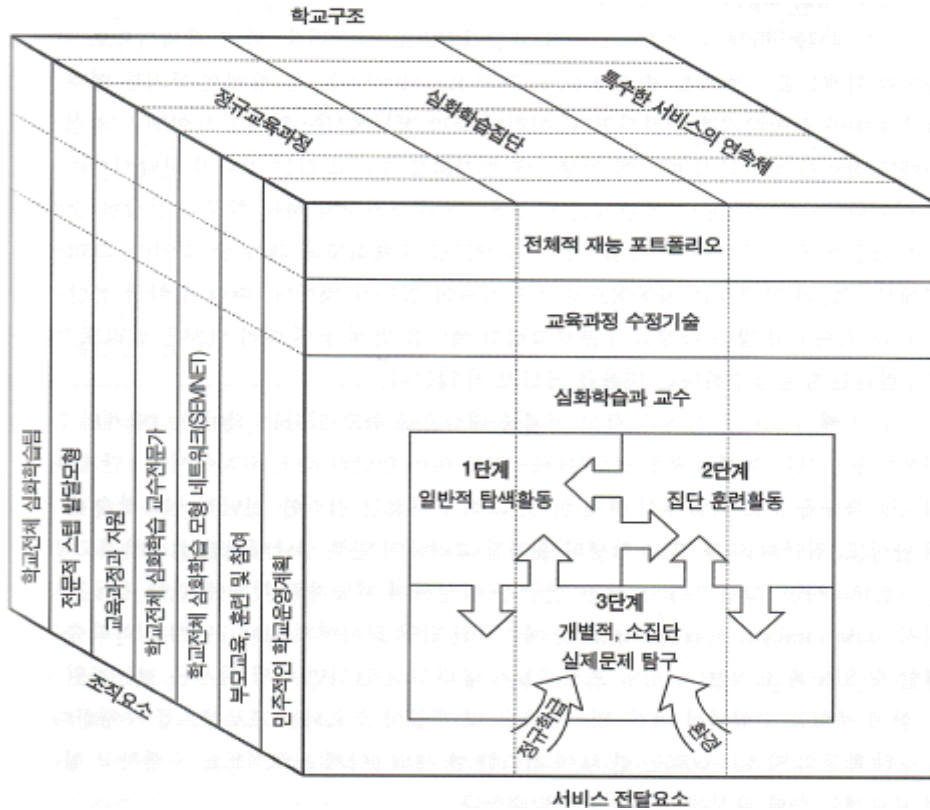 학교구조
정규교육과정
심화학습집단
특수한 서비스의 연속체
전체적 재능 포트폴리오
교육과정 수정기술
심화학습과 교수
1단계
일반적 탐색활동
2단계
집단 훈련활동
3단계
개별적, 소집단
실제문제 탐구
정규학급
환경
학교전체 심화학습팀
전문적 스텝 발달모형
교육과정과 자원
학교전체 심화학습 교수전문가
학교전체 심화학습 모형 네트워크(SEMNET)
부모교육, 훈련 및 참여
민주적인 학교운영계획
조직요소
서비스 전달요소